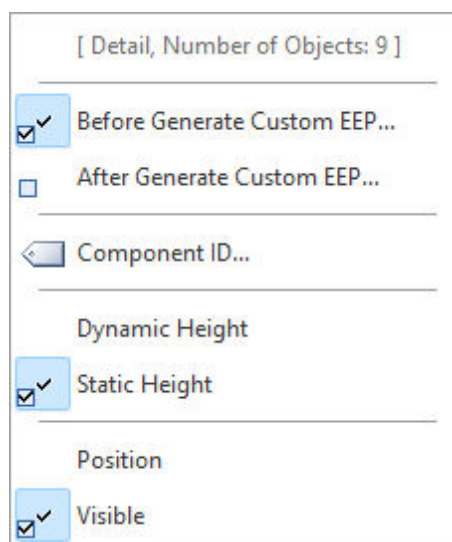 [ Detail, Number of Objects: 9 ]
Before Generate Custom EEP...
After Generate Custom EEP...
Component ID...
Dynamic Height
Static Height
Position
Visible